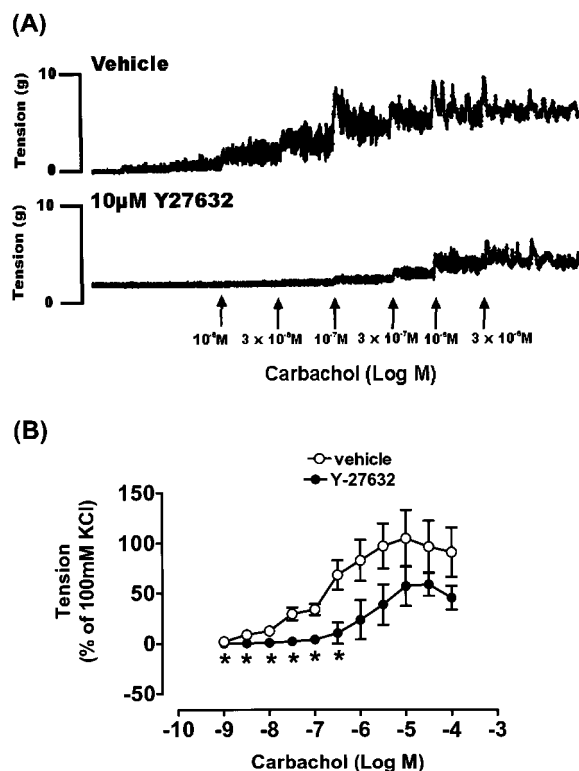 (A)
Vehicle
10
Tension (g)
0
10µM Y27632
10
Tension (g)
0
10⁻⁸M 3 × 10⁻⁸M 10⁻⁷M 3 × 10⁻⁷M 10⁻⁶M 3 × 10⁻⁶M
Carbachol (Log M)
(B)
vehicle
Y-27632
150
100
50
0
-50
Tension
(% of 100mM KCl)
* * * * * *
-10 -9 -8 -7 -6 -5 -4 -3
Carbachol (Log M)